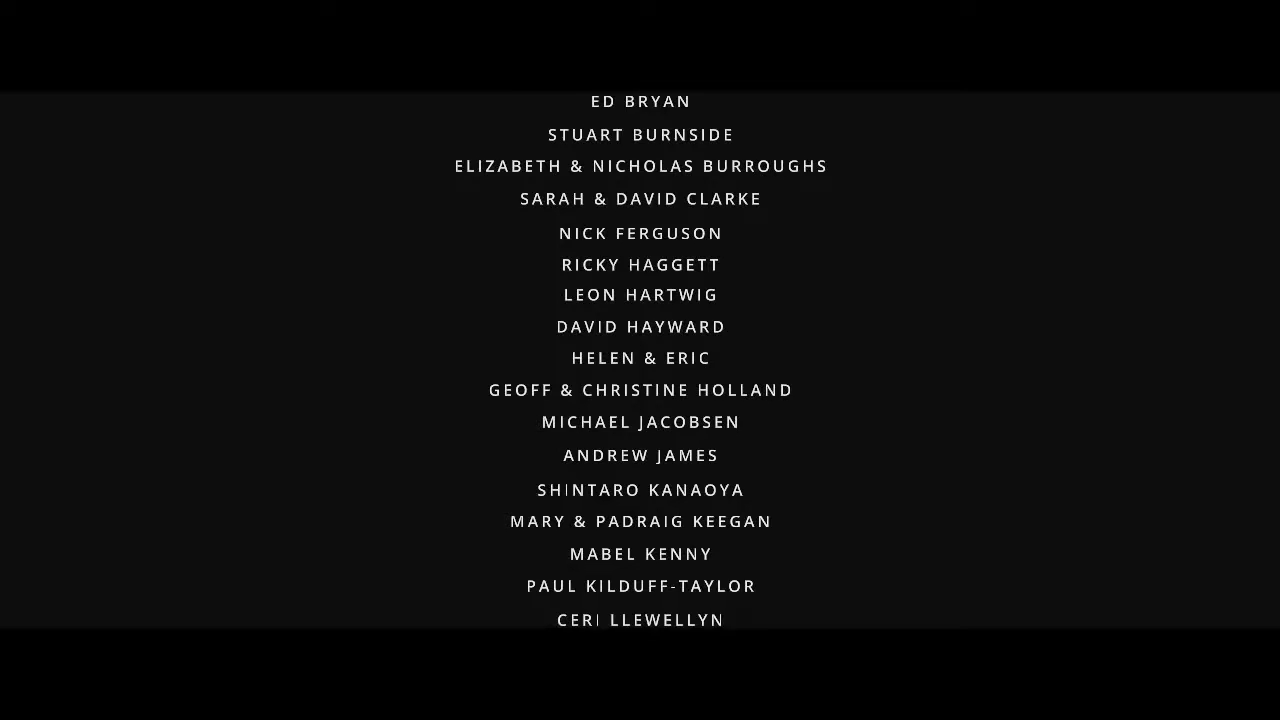 ED BRYAN
STUART BURNSIDE
ELIZABETH & NICHOLAS BURROUGHS
SARAH & DAVID CLARKE
NICK FERGUSON
RICKY HAGGETT
LEON HARTWIG
DAVID HAYWARD
HELEN & ERIC
GEOFF & CHRISTINE HOLLAND
MICHAEL JACOBSEN
ANDREW JAMES
SHINTARO KANAOYA
MARY & PADRAIG KEEGAN
MABEL KENNY
PAUL KILDUFF-TAYLOR
CERI LLEWELLYN